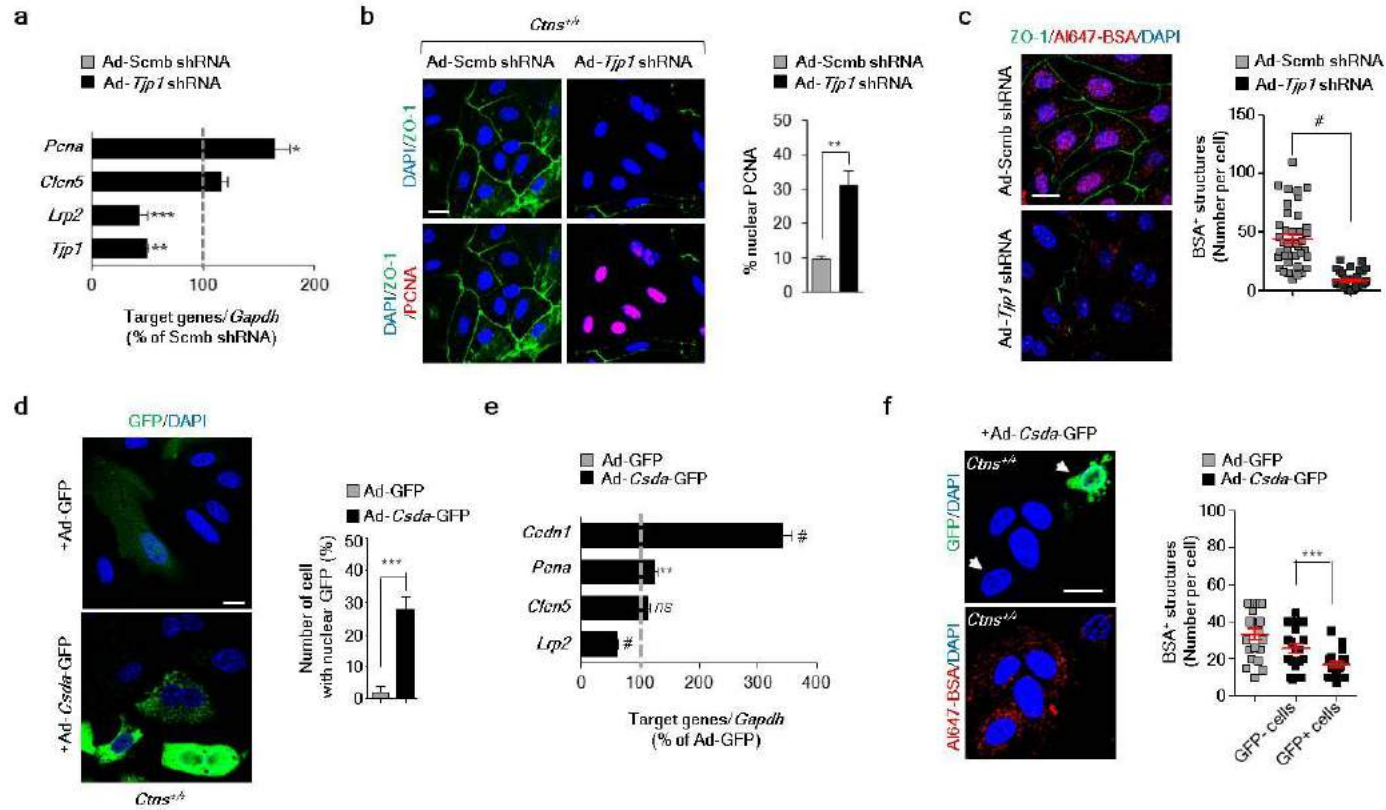 a
Ad-Scmb shRNA
Ad-Tjp1 shRNA
Pcna
Clcn5
Lrp2
Tjp1
*
***
**
0 100 200
Target genes/Gapdh
(% of Scmb shRNA)
b
Ctns+/+
Ad-Scmb shRNA Ad-Tjp1 shRNA
DAPI/ZO-1
DAPI/ZO-1
/PCNA
Ad-Scmb shRNA
Ad-Tjp1 shRNA
% nuclear PCNA
50
40
30
20
10
0
**
c
ZO-1/Al647-BSA/DAPI
Ad-Scmb shRNA
Ad-Tjp1 shRNA
Ad-Scmb shRNA
Ad-Tjp1 shRNA
BSA+ structures
(Number per cell)
150
100
50
0
#
d
GFP/DAPI
+Ad-GFP
+Ad-Csda-GFP
Ctns+/+
Ad-GFP
Ad-Csda-GFP
Number of cell
with nuclear GFP (%)
50
40
30
20
10
0
***
e
Ad-GFP
Ad-Csda-GFP
Ccdn1
Pcna
Clcn5
Lrp2
#
**
ns
#
0 100 200 300 400
Target genes/Gapdh
(% of Ad-GFP)
f
+Ad-Csda-GFP
Ctns+/+
GFP/DAPI
Ctns+/+
Al647-BSA/DAPI
Ad-GFP
Ad-Csda-GFP
BSA+ structures
(Number per cell)
100
80
60
40
20
0
***
GFP- cells
GFP+ cells